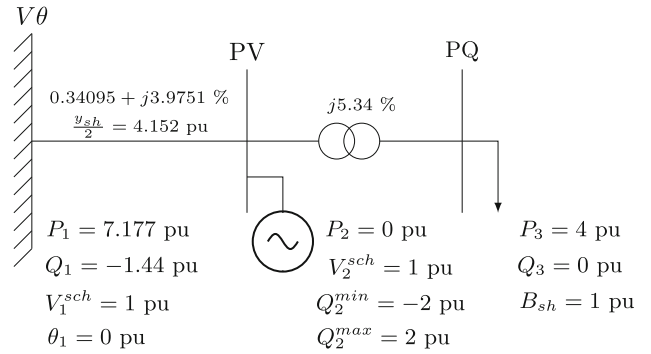 Vθ
PV
PQ
0.34095 + j3.9751 %
y_sh/2 = 4.152 pu
j5.34 %
P_1 = 7.177 pu
Q_1 = −1.44 pu
V_1^{sch} = 1 pu
θ_1 = 0 pu
P_2 = 0 pu
V_2^{sch} = 1 pu
Q_2^{min} = −2 pu
Q_2^{max} = 2 pu
P_3 = 4 pu
Q_3 = 0 pu
B_{sh} = 1 pu